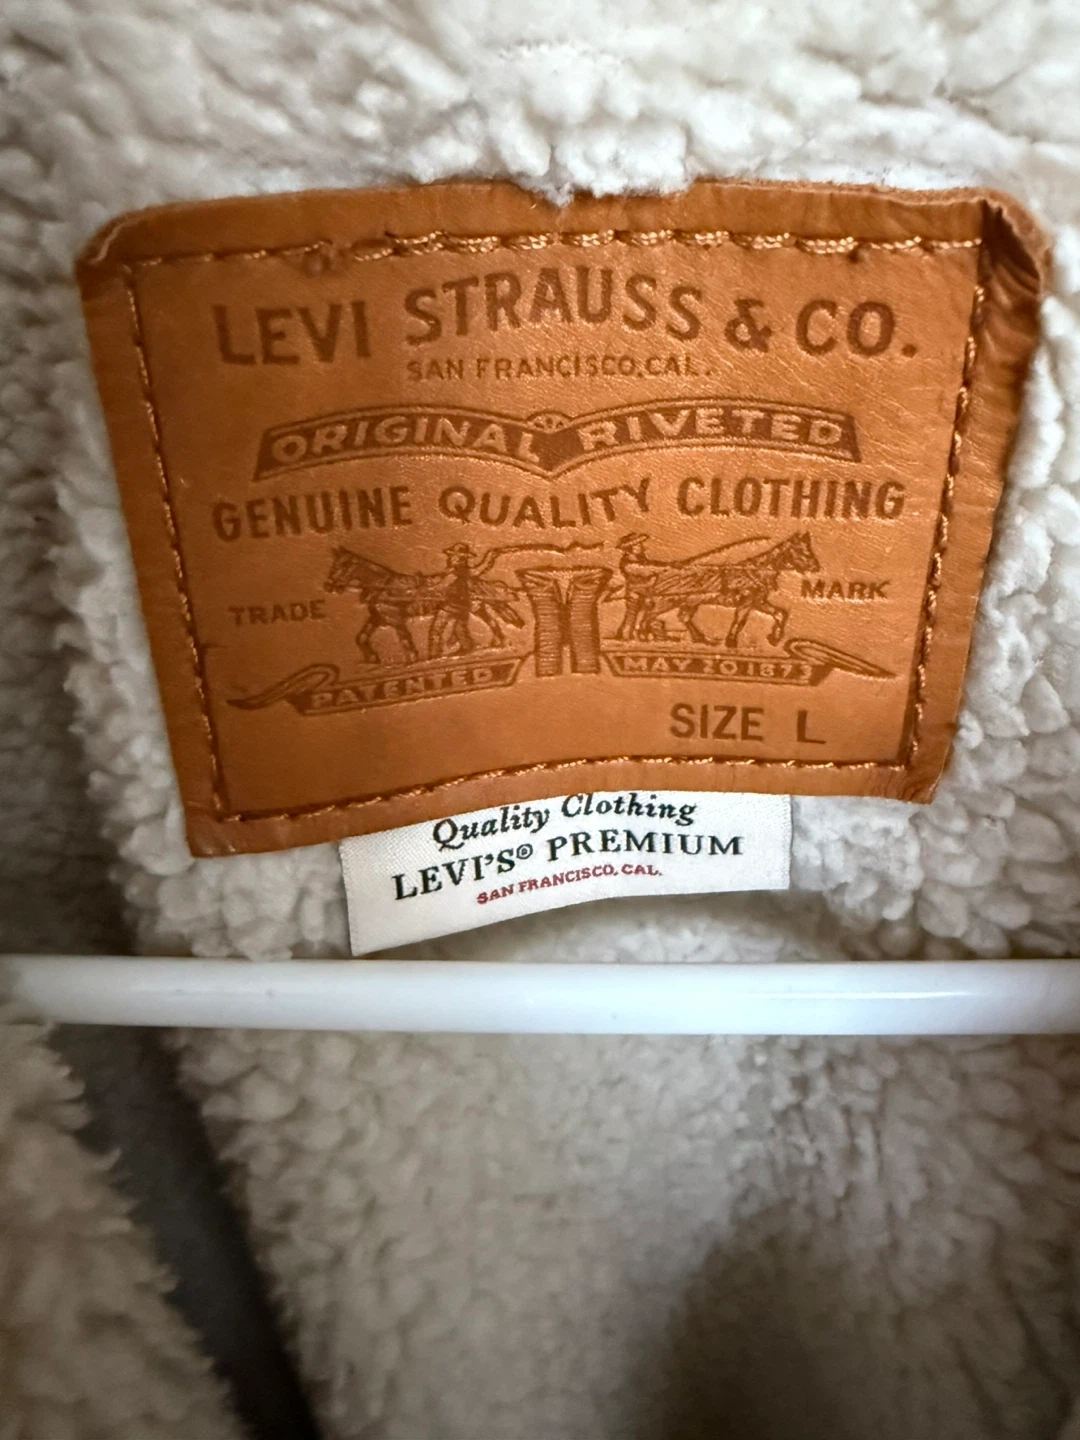 LEVI STRAUSS & CO.
SAN FRANCISCO, CAL.
ORIGINAL RIVETED
GENUINE QUALITY CLOTHING
TRADE MARK
PATENTED MAY 20 1873
SIZE L
Quality Clothing
LEVI'S® PREMIUM
SAN FRANCISCO, CAL.